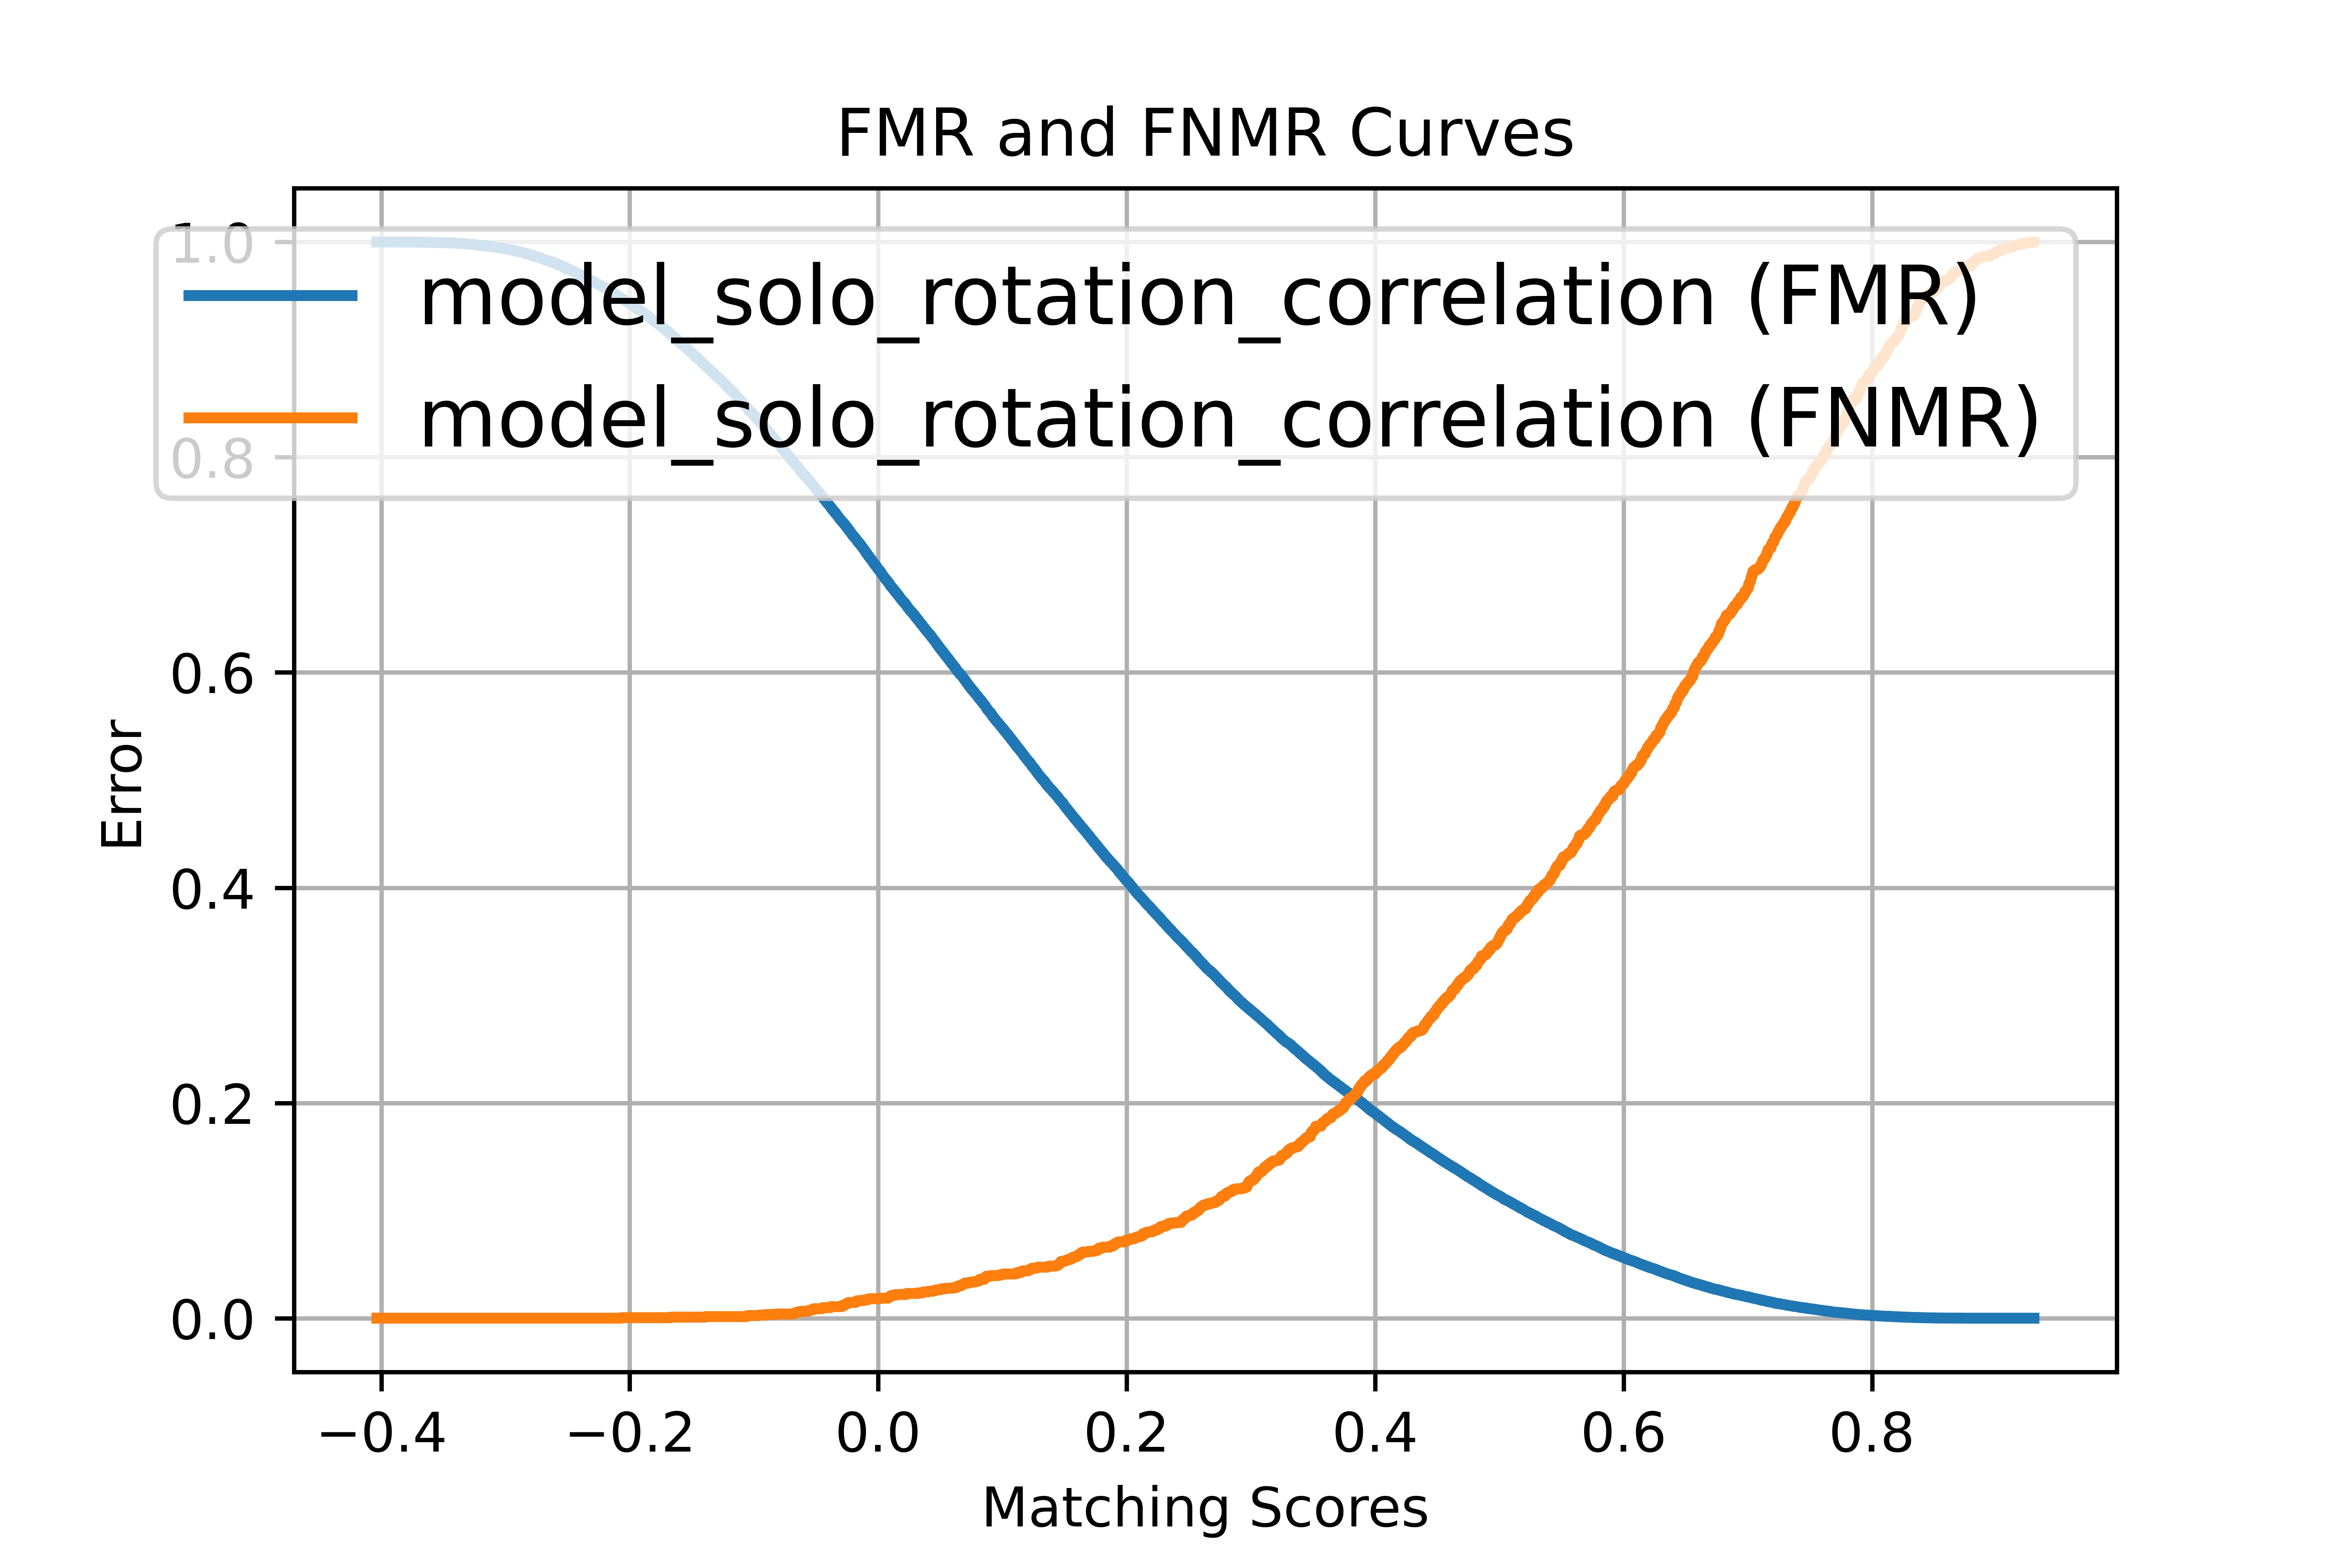 FMR and FNMR Curves
model_solo_rotation_correlation (FMR)
model_solo_rotation_correlation (FNMR)
1.0
0.8
0.6
0.4
0.2
0.0
Error
−0.4 −0.2 0.0 0.2 0.4 0.6 0.8
Matching Scores